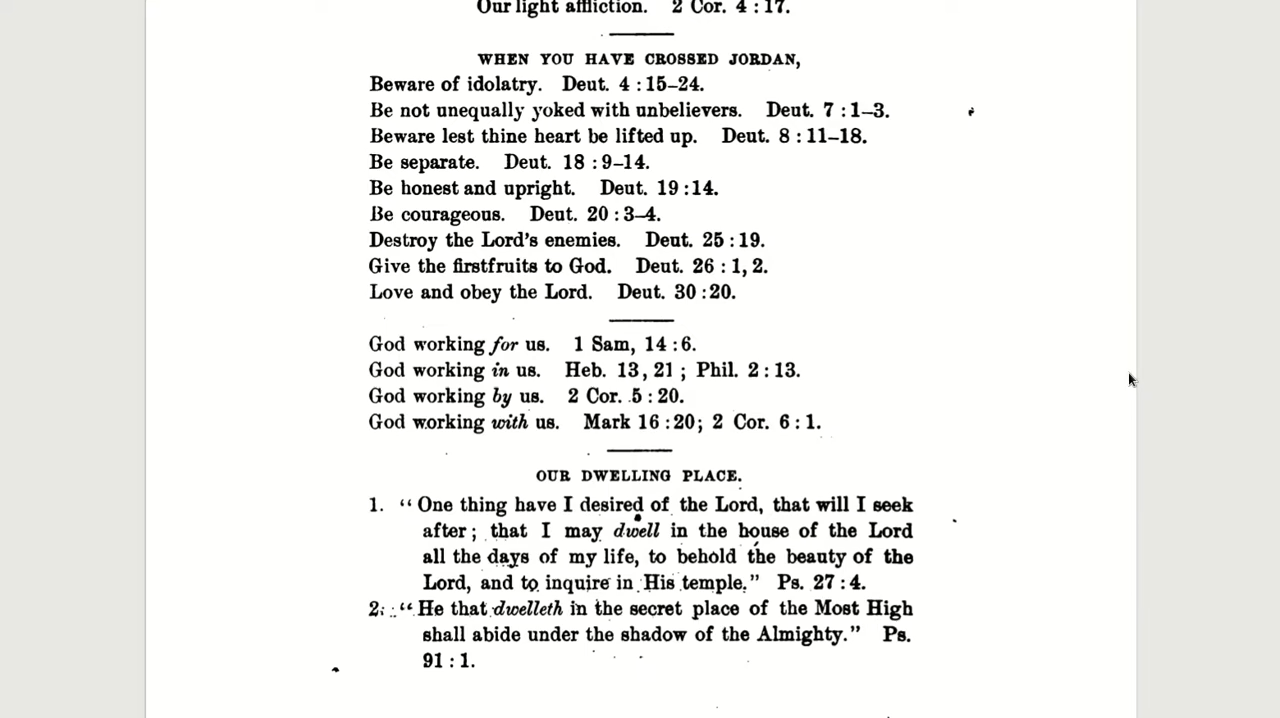 Our light affliction. 2 Cor. 4 : 17.
WHEN YOU HAVE CROSSED JORDAN,
Beware of idolatry. Deut. 4 : 15–24.
Be not unequally yoked with unbelievers. Deut. 7 : 1–3.
Beware lest thine heart be lifted up. Deut. 8 : 11–18.
Be separate. Deut. 18 : 9–14.
Be honest and upright. Deut. 19 : 14.
Be courageous. Deut. 20 : 3–4.
Destroy the Lord's enemies. Deut. 25 : 19.
Give the firstfruits to God. Deut. 26 : 1, 2.
Love and obey the Lord. Deut. 30 : 20.
God working for us. 1 Sam, 14 : 6.
God working in us. Heb. 13, 21 ; Phil. 2 : 13.
God working by us. 2 Cor. 5 : 20.
God working with us. Mark 16 : 20; 2 Cor. 6 : 1.
OUR DWELLING PLACE.
1. “One thing have I desired of the Lord, that will I seek
after ; that I may dwell in the house of the Lord
all the days of my life, to behold the beauty of the
Lord, and to inquire in His temple.” Ps. 27 : 4.
2. “He that dwelleth in the secret place of the Most High
shall abide under the shadow of the Almighty.” Ps.
91 : 1.